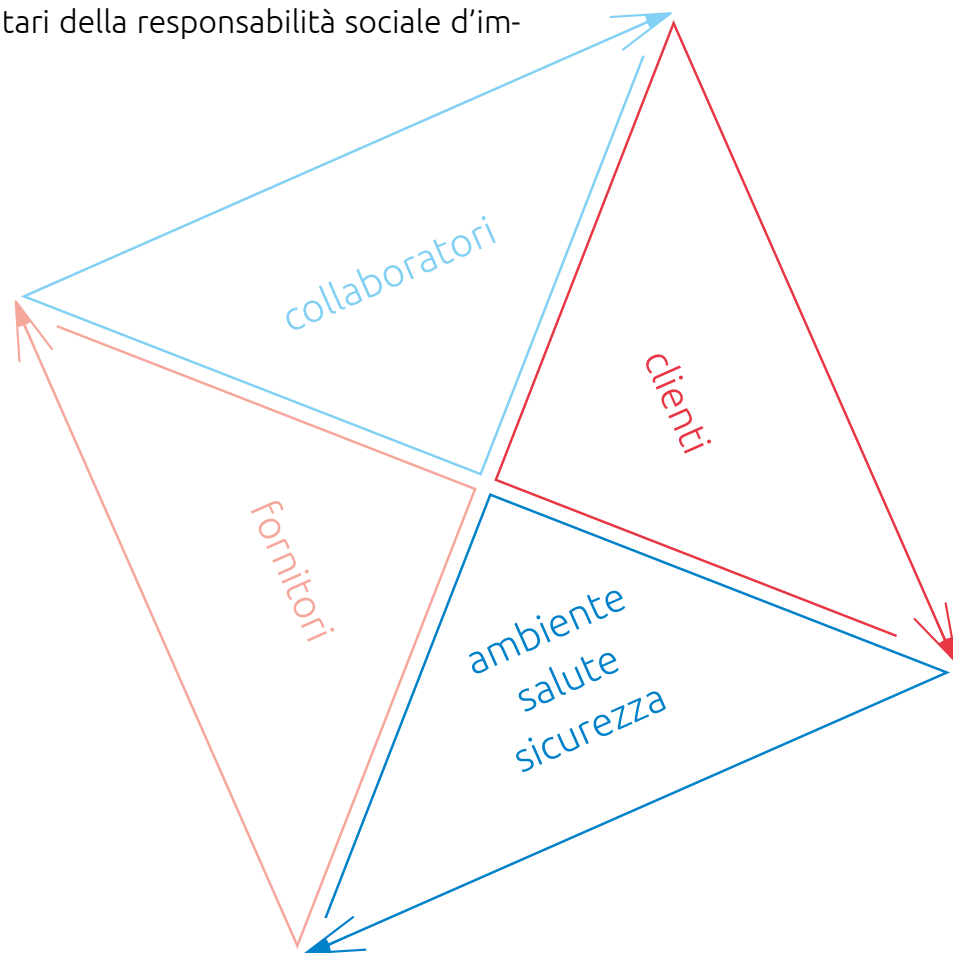 tari della responsabilità sociale d’im-
collaboratori
clienti
fornitori
ambiente
salute
sicurezza